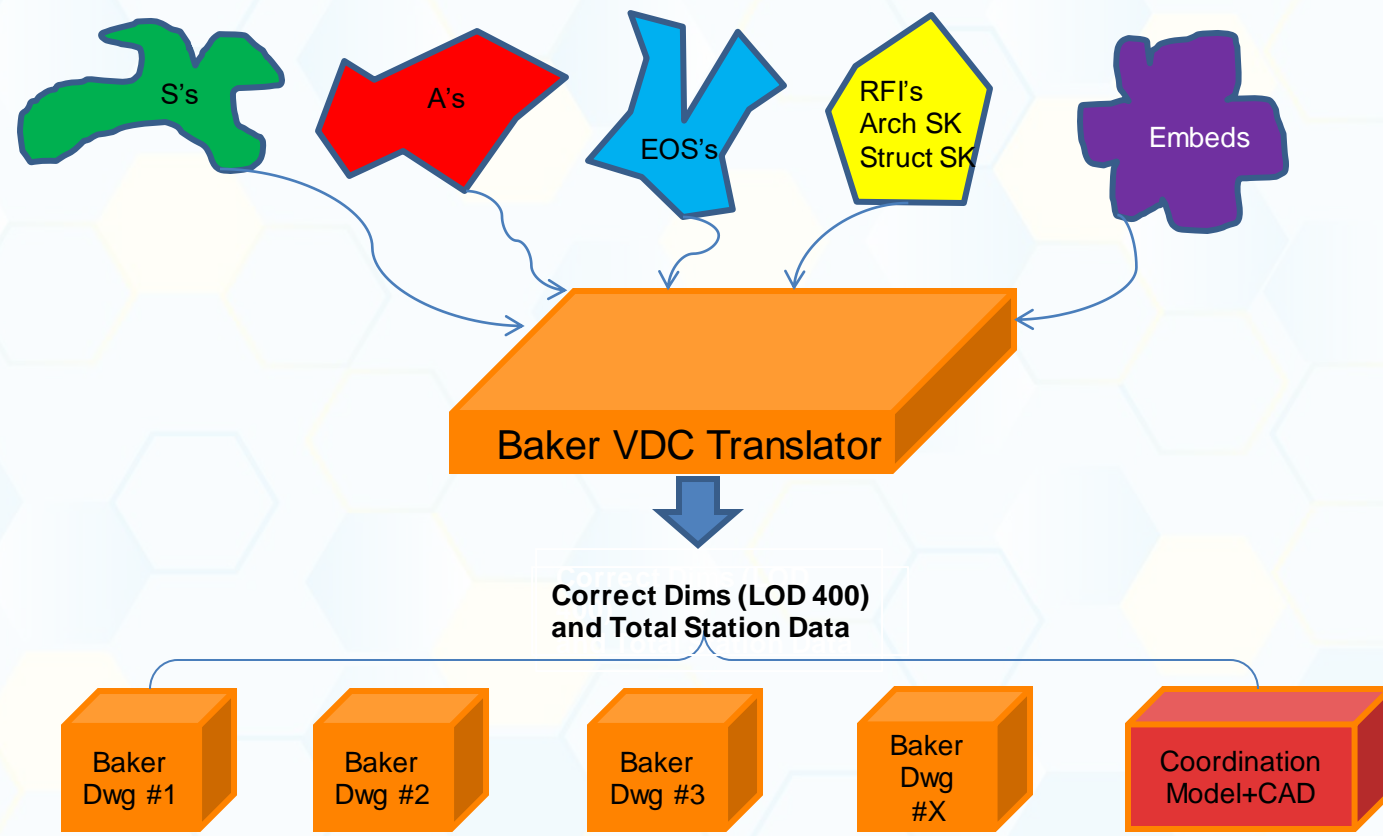 S's
A's
EOS's
RFI's
Arch SK
Struct SK
Embeds
Baker VDC Translator
Correct Dims (LOD 400)
and Total Station Data
Baker
Dwg #1
Baker
Dwg #2
Baker
Dwg #3
Baker
Dwg
#X
Coordination
Model+CAD